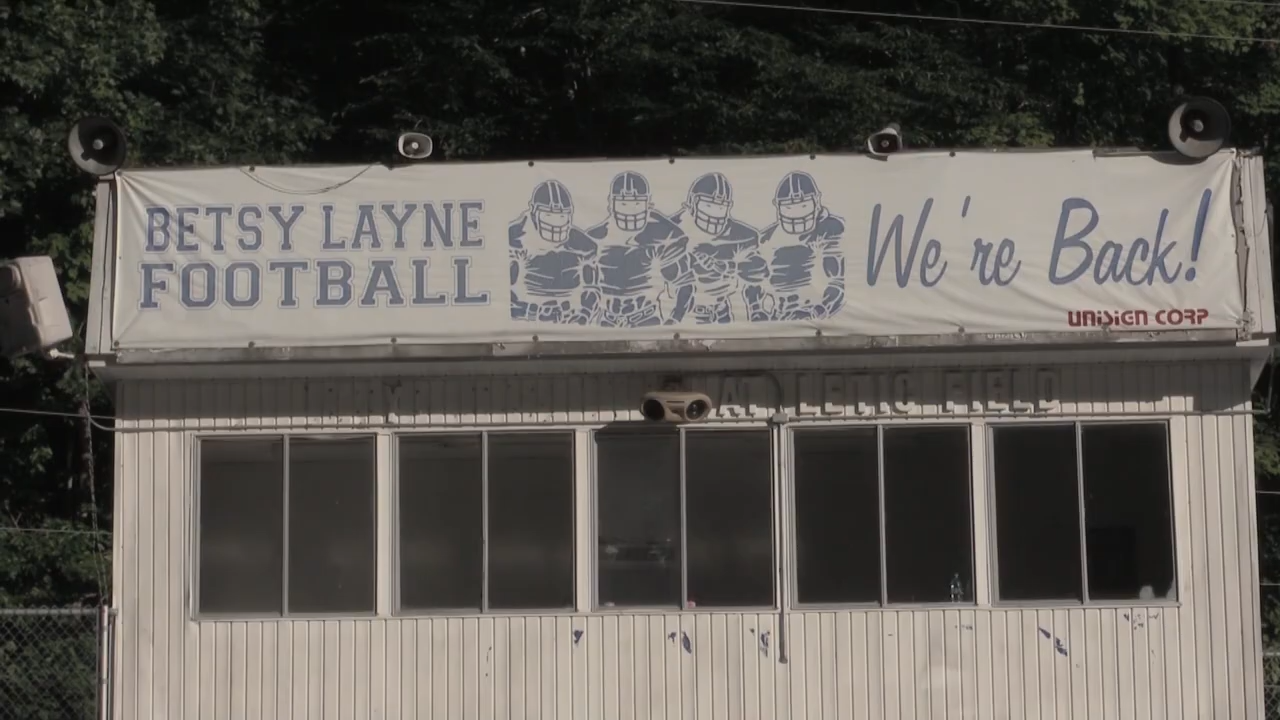 BETSY LAYNE
FOOTBALL
We're Back!
UNISIGN CORP
ATHLETIC FIELD